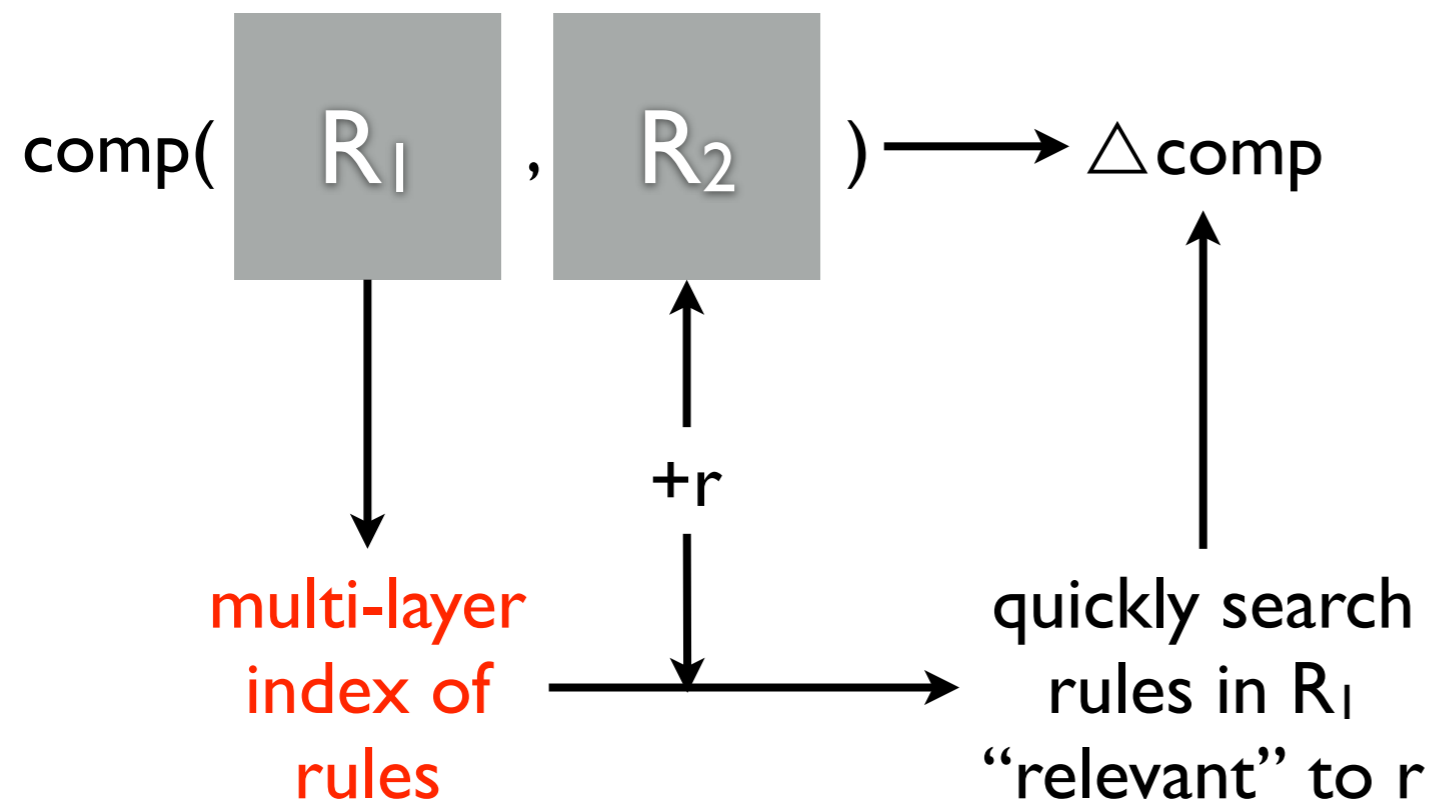 comp( R₁ , R₂ ) △comp
+r
multi-layer
index of
rules
quickly search
rules in R₁
“relevant” to r